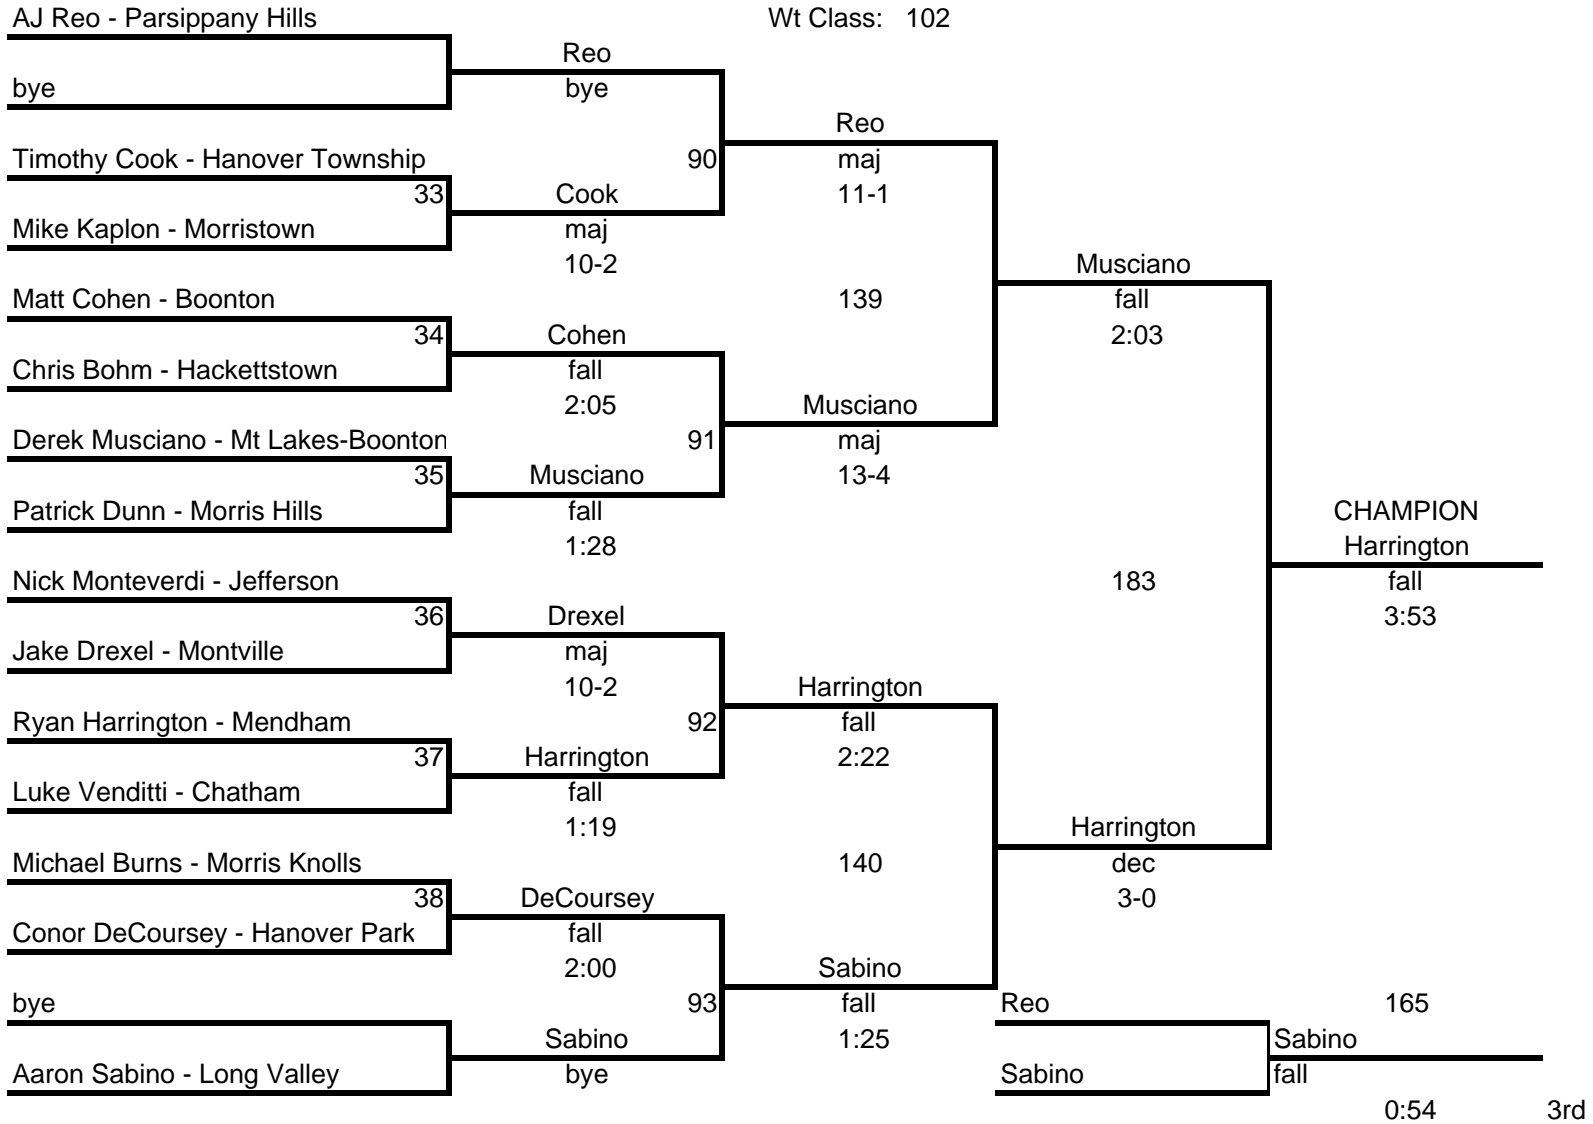 AJ Reo - Parsippany Hills Wt Class: 102
Reo
bye bye
Reo
Timothy Cook - Hanover Township 90 maj
33 Cook 11-1
Mike Kaplon - Morristown maj
10-2 Musciano
Matt Cohen - Boonton 139 fall
34 Cohen 2:03
Chris Bohm - Hackettstown fall
2:05 Musciano
Derek Musciano - Mt Lakes-Boonton 91 maj
35 Musciano 13-4
Patrick Dunn - Morris Hills fall CHAMPION
1:28 Harrington
Nick Monteverdi - Jefferson 183 fall
36 Drexel 3:53
Jake Drexel - Montville maj
10-2 Harrington
Ryan Harrington - Mendham 92 fall
37 Harrington 2:22
Luke Venditti - Chatham fall
1:19 Harrington
Michael Burns - Morris Knolls 140 dec
38 DeCoursey 3-0
Conor DeCoursey - Hanover Park fall
2:00 Sabino
bye 93 fall Reo 165
Sabino 1:25 Sabino
Aaron Sabino - Long Valley bye Sabino fall
0:54 3rd